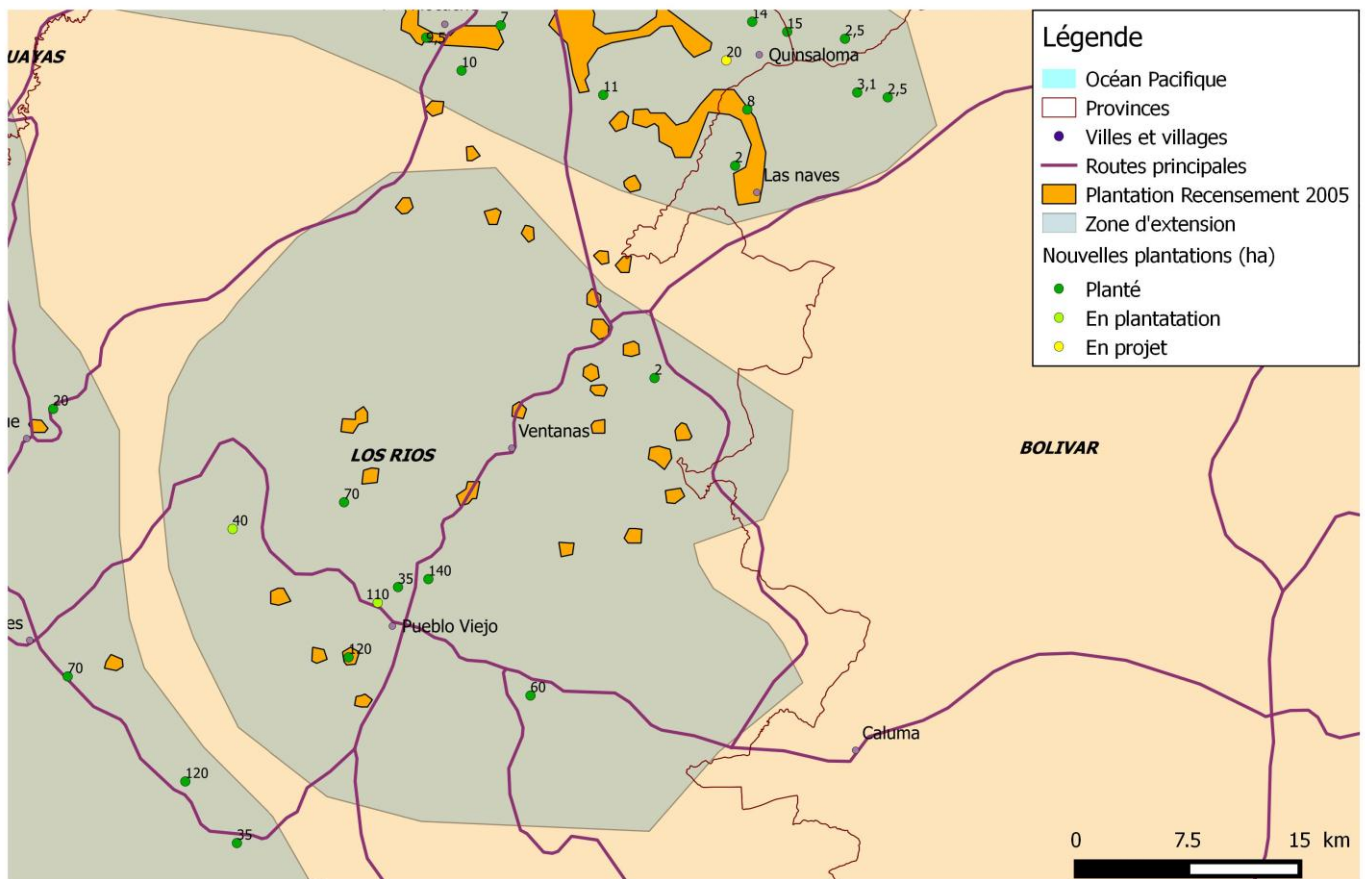 7
14
15
2,5
9,5
Quinsaloma
20
UAYAS
10
11
3,1
2,5
8
2
Las naves
2
20
Ventanas
LOS RIOS
BOLIVAR
70
40
35
140
110
Pueblo Viejo
120
70
60
Caluma
120
35
Légende
Océan Pacifique
Provinces
Villes et villages
Routes principales
Plantation Recensement 2005
Zone d'extension
Nouvelles plantations (ha)
Planté
En plantatation
En projet
0 7.5 15 km